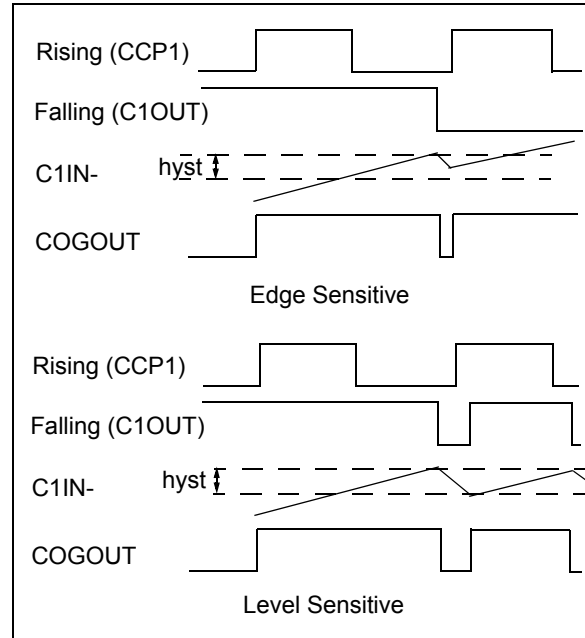 Rising (CCP1)
Falling (C1OUT)
C1IN-
hyst
COGOUT
Edge Sensitive
Rising (CCP1)
Falling (C1OUT)
C1IN-
hyst
COGOUT
Level Sensitive